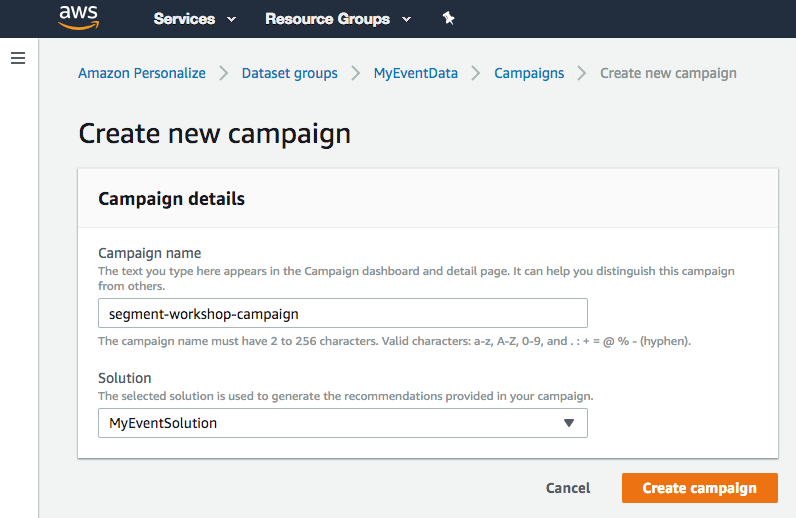 aws Services Resource Groups
Amazon Personalize Dataset groups MyEventData Campaigns Create new campaign
Create new campaign
Campaign details
Campaign name
The text you type here appears in the Campaign dashboard and detail page. It can help you distinguish this campaign
from others.
segment-workshop-campaign
The campaign name must have 2 to 256 characters. Valid characters: a-z, A-Z, 0-9, and . : + = @ % - (hyphen).
Solution
The selected solution is used to generate the recommendations provided in your campaign.
MyEventSolution
Cancel Create campaign